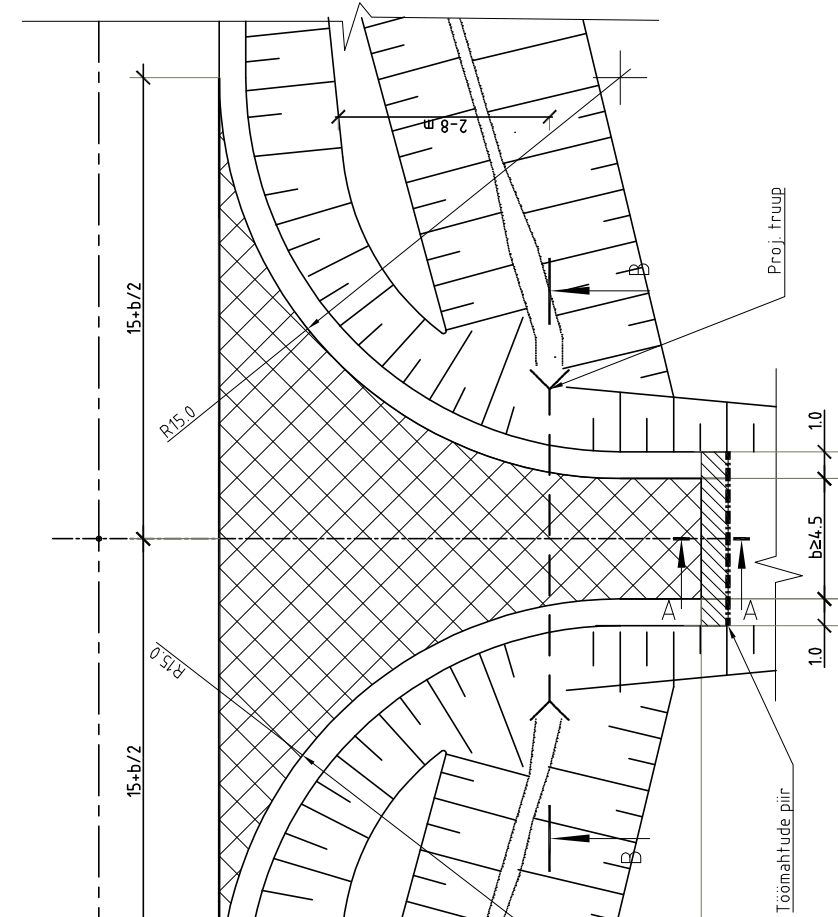 2-8 m
15+b/2
R15.0
B
Proj. truup
1.0
b≥4.5
1.0
A
A
R15.0
15+b/2
B
Töömahtude piir